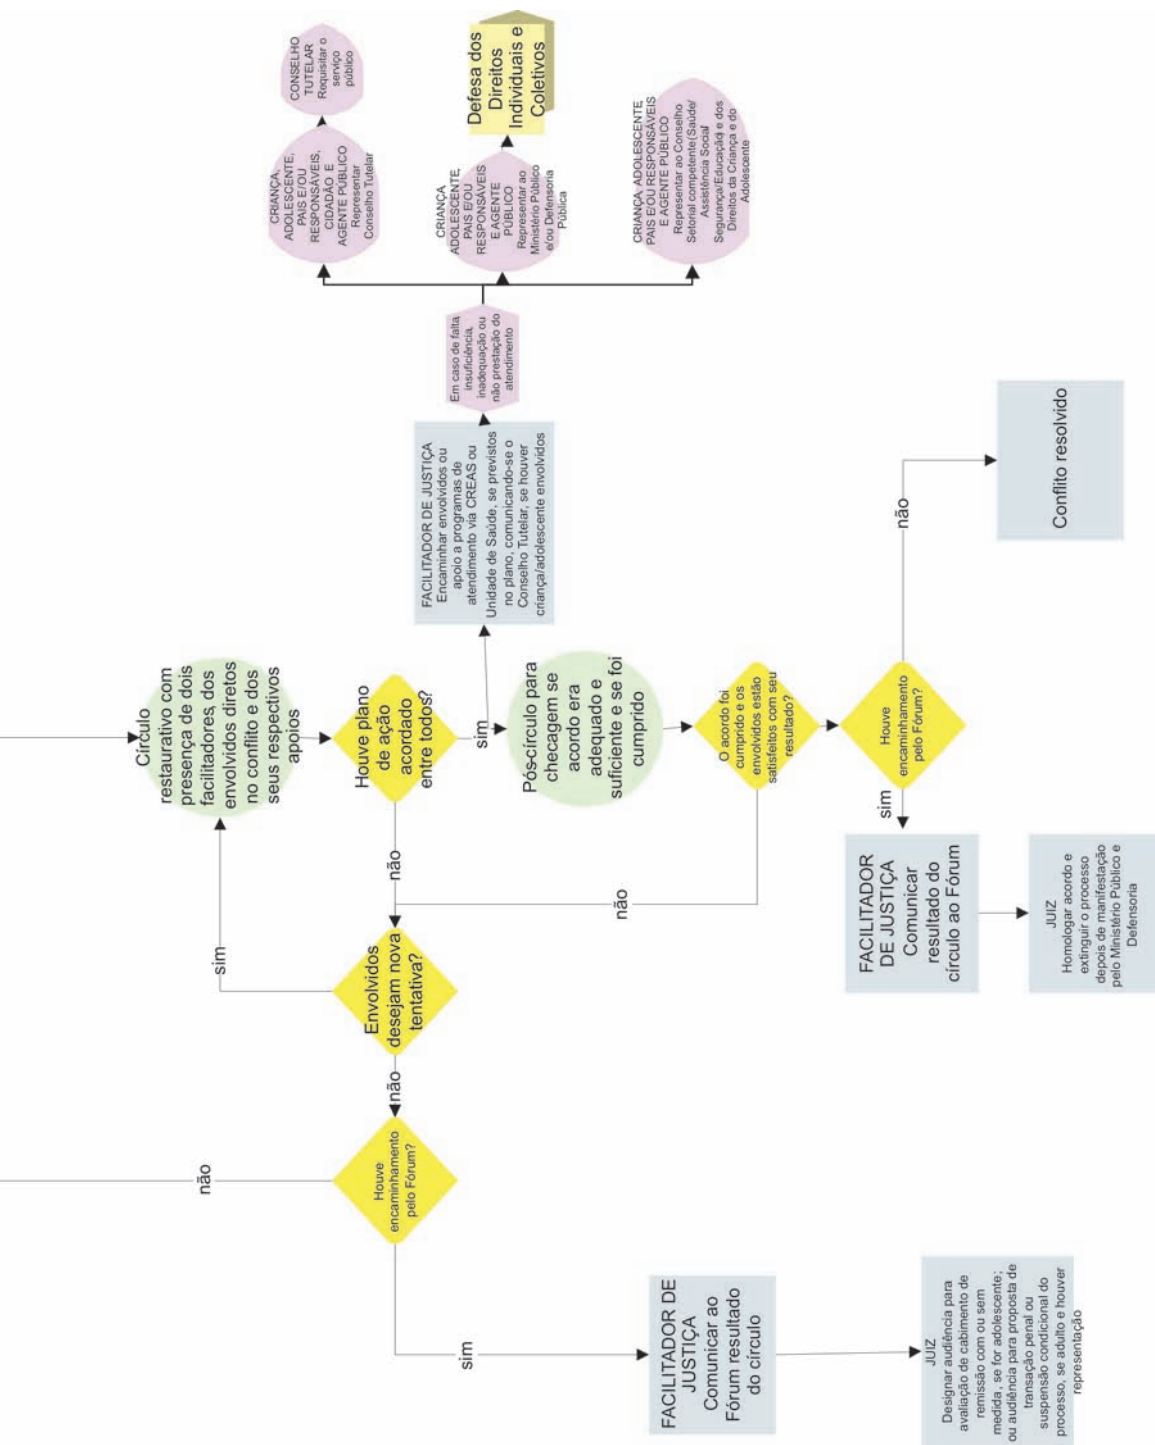 CONSELHO
TUTELAR
Requisitar o
serviço
público
CRIANÇA,
ADOLESCENTE,
PAIS E/OU
RESPONSÁVEIS,
CIDADÃO E
AGENTE PÚBLICO
Representar
Conselho Tutelar
Defesa dos
Direitos
Individuais e
Coletivos
CRIANÇA
ADOLESCENTE,
PAIS E/OU
RESPONSÁVEIS
E AGENTE
PÚBLICO
Representar ao
Ministério Público
e/ou Defensoria
Pública
CRIANÇA, ADOLESCENTE,
PAIS E/OU RESPONSÁVEIS
E AGENTE PÚBLICO
Representar ao Conselho
Setorial competente(Saúde/
Assistência Social/
Segurança/Educação) e dos
Direitos da Criança e do
Adolescente
Em caso de falta,
insuficiência,
inadequação ou
não prestação do
atendimento
FACILITADOR DE JUSTIÇA
Encaminhar envolvidos ou
apoio a programas de
atendimento via CREAS ou
Unidade de Saúde, se previstos
no plano, comunicando-se o
Conselho Tutelar, se houver
criança/adolescente envolvidos
Círculo
restaurativo com
presença de dois
facilitadores, dos
envolvidos diretos
no conflito e dos
seus respectivos
apoios
Houve plano
de ação
acordado
entre todos?
sim
Pós-círculo para
checagem se
acordo era
adequado e
suficiente e se foi
cumprido
O acordo foi
cumprido e os
envolvidos estão
satisfeitos com seu
resultado?
Houve
encaminhamento
pelo Fórum?
não
Conflito resolvido
sim
FACILITADOR
DE JUSTIÇA
Comunicar
resultado do
círculo ao Fórum
JUIZ
Homologar acordo e
extinguir o processo
depois de manifestação
pelo Ministério Público e
Defensoria
não
não
Envolvidos
desejam nova
tentativa?
sim
não
Houve
encaminhamento
pelo Fórum?
não
sim
FACILITADOR DE
JUSTIÇA
Comunicar ao
Fórum resultado
do círculo
JUIZ
Designar audiência para
avaliação de cabimento de
remissão com ou sem
medida, se for adolescente;
ou audiência para proposta de
transação penal ou
suspensão condicional do
processo, se adulto e houver
representação